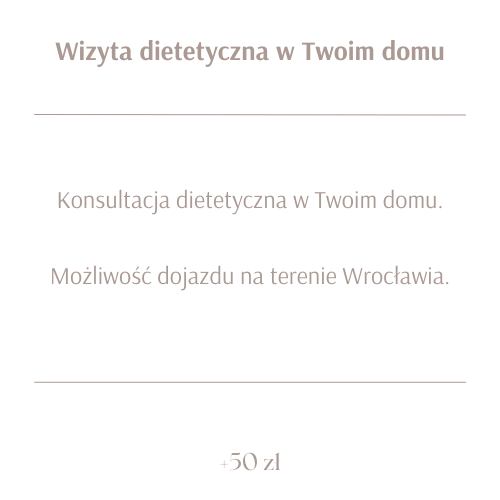 Wizyta dietetyczna w Twoim domu
Konsultacja dietetyczna w Twoim domu.
Możliwość dojazdu na terenie Wrocławia.
+50 zł